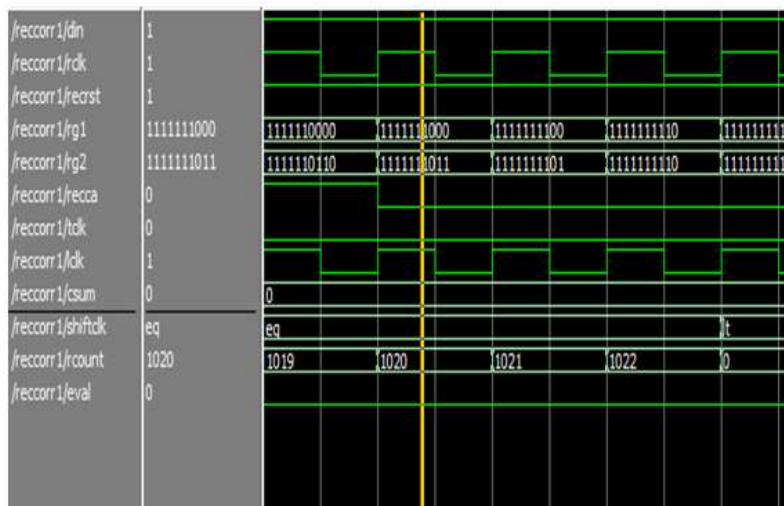 /reccorr1/din 1
/reccorr1/rclk 1
/reccorr1/recrst 1
/reccorr1/rg1 1111111000 1111110000 1111111000 1111111100 1111111110
/reccorr1/rg2 1111111011 1111110110 1111111011 1111111101 1111111110
/reccorr1/recca 0
/reccorr1/tclk 0
/reccorr1/lclk 1
/reccorr1/csum 0 0
/reccorr1/shiftclk eq eq lt
/reccorr1/rcount 1020 1019 1020 1021 1022 0
/reccorr1/eval 0